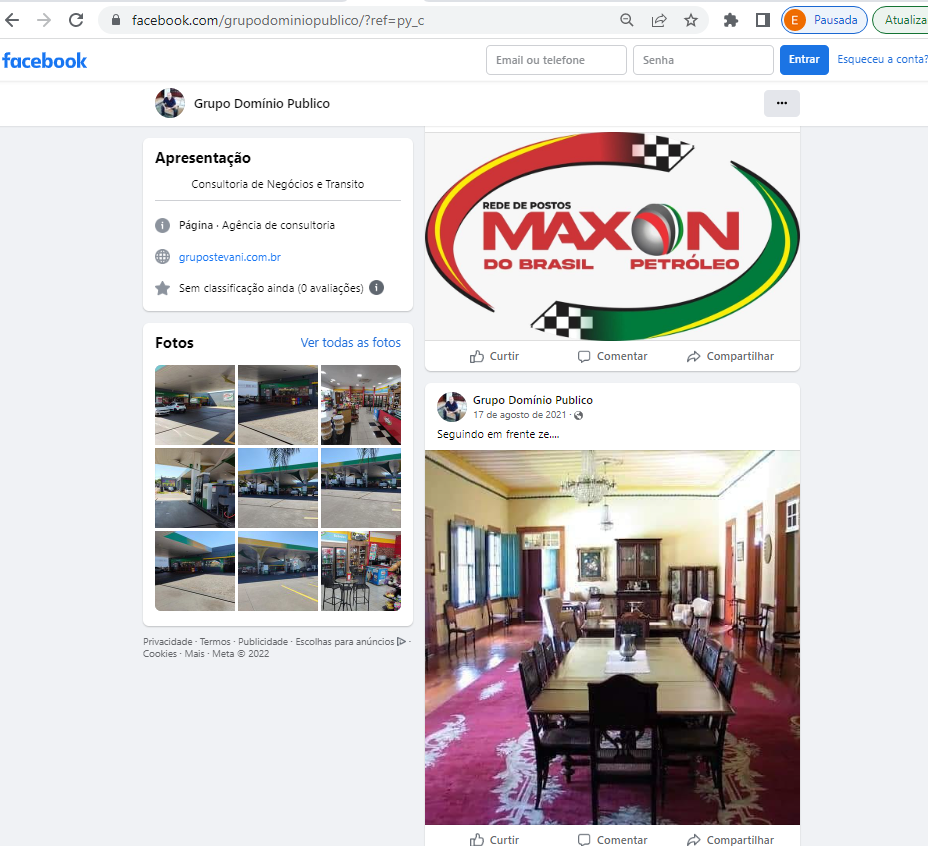 facebook.com/grupodominiopublico/?ref=py_c
E Pausada
Atualiza
facebook
Email ou telefone
Senha
Entrar
Esqueceu a conta?
Grupo Domínio Publico
Apresentação
Consultoria de Negócios e Transito
Página · Agência de consultoria
grupostevani.com.br
Sem classificação ainda (0 avaliações)
Fotos
Ver todas as fotos
Privacidade · Termos · Publicidade · Escolhas para anúncios ·
Cookies · Mais · Meta © 2022
REDE DE POSTOS
MAXON
DO BRASIL PETRÓLEO
Curtir Comentar Compartilhar
Grupo Domínio Publico
17 de agosto de 2021 ·
Seguindo em frente ze....
Curtir Comentar Compartilhar